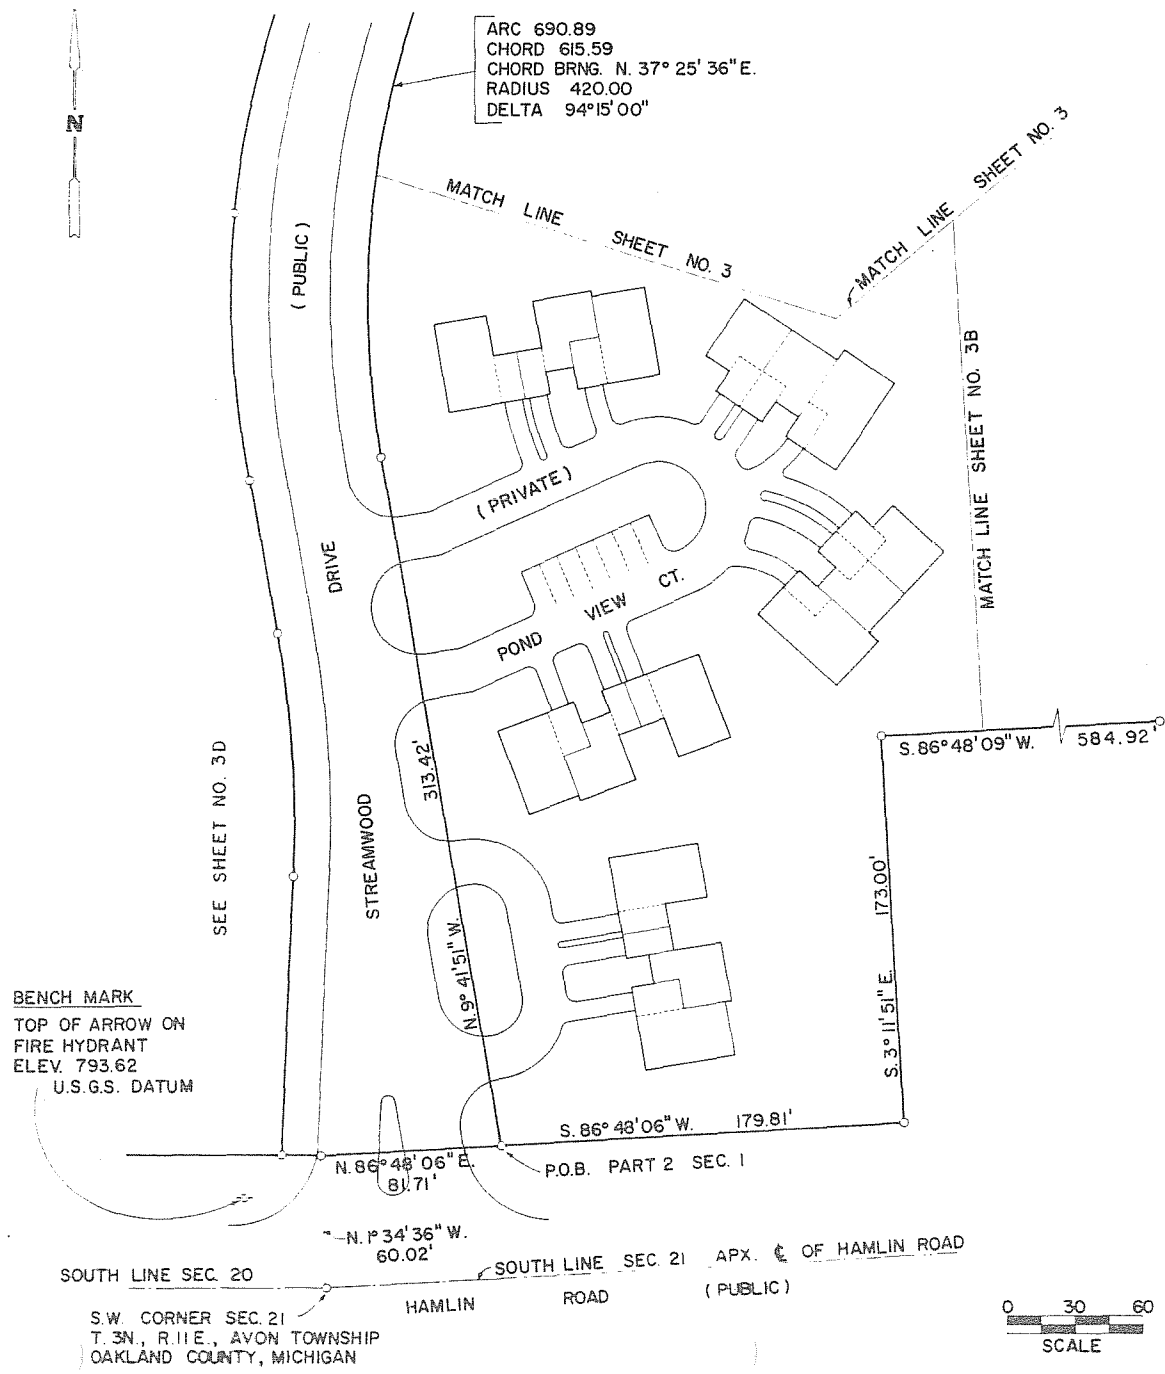 N
ARC 690.89
CHORD 615.59
CHORD BRNG. N. 37° 25' 36" E.
RADIUS 420.00
DELTA 94°15'00"
MATCH LINE SHEET NO. 3
MATCH LINE SHEET NO. 3
MATCH LINE SHEET NO. 3B
(PUBLIC)
(PRIVATE)
DRIVE
POND VIEW CT.
STREAMWOOD
SEE SHEET NO. 3D
313.42'
N. 9° 41' 51" W.
S. 86° 48' 09" W. 584.92'
173.00'
S. 3° 11' 51" E.
BENCH MARK
TOP OF ARROW ON
FIRE HYDRANT
ELEV. 793.62
U.S.G.S. DATUM
S. 86° 48' 06" W. 179.81'
N. 86° 48' 06" E.
81.71'
P.O.B. PART 2 SEC. 1
N. 1° 34' 36" W.
60.02'
SOUTH LINE SEC. 20
SOUTH LINE SEC. 21 APX. ℄ OF HAMLIN ROAD
HAMLIN ROAD (PUBLIC)
S.W. CORNER SEC. 21
T. 3N., R. 11 E., AVON TOWNSHIP
OAKLAND COUNTY, MICHIGAN
0 30 60
SCALE